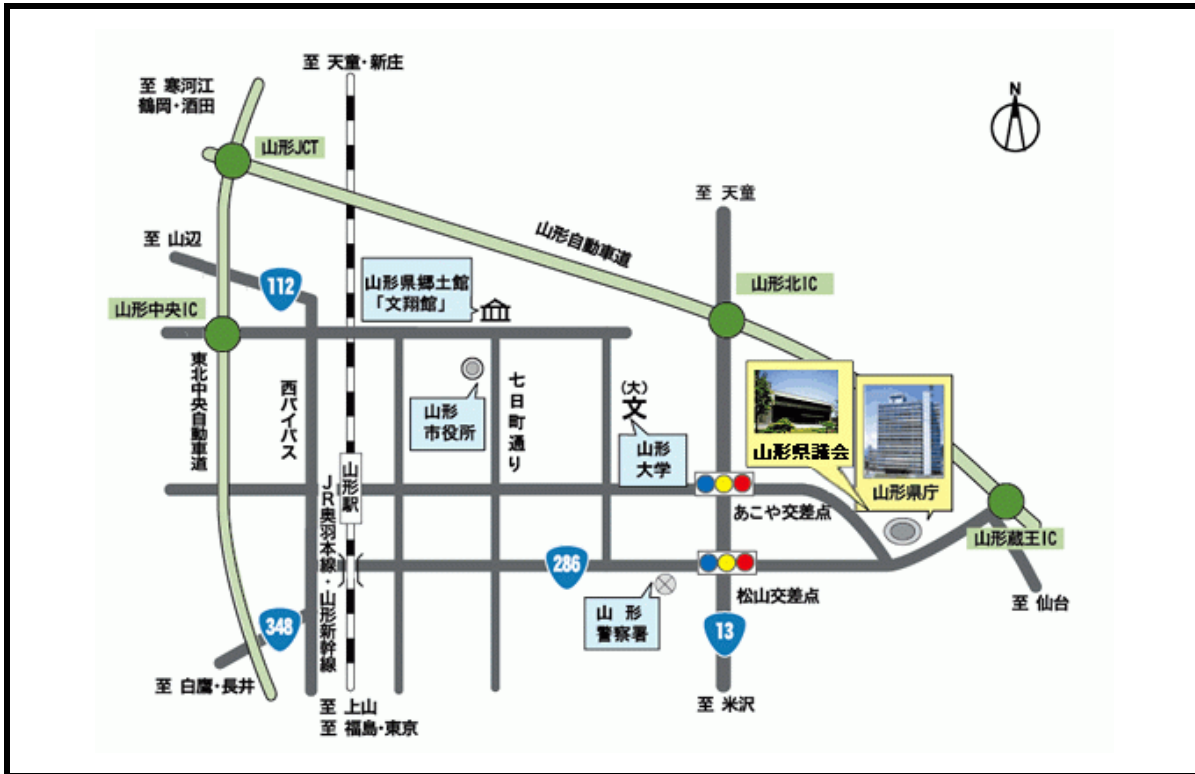 至 天童・新庄
至 寒河江
鶴岡・酒田
N
山形JCT
至 天童
山形自動車道
至 山辺
112
山形県郷土館
「文翔館」
山形北IC
山形中央IC
東北中央自動車道
西バイパス
山形
市役所
七日町通り
(大)
文
山形
大学
山形県議会
山形県庁
山形駅
JR奥羽本線・山形新幹線
あこや交差点
山形蔵王IC
286
松山交差点
至 仙台
山 形
警察署
348
13
至 白鷹・長井
至 上山
至 福島・東京
至 米沢